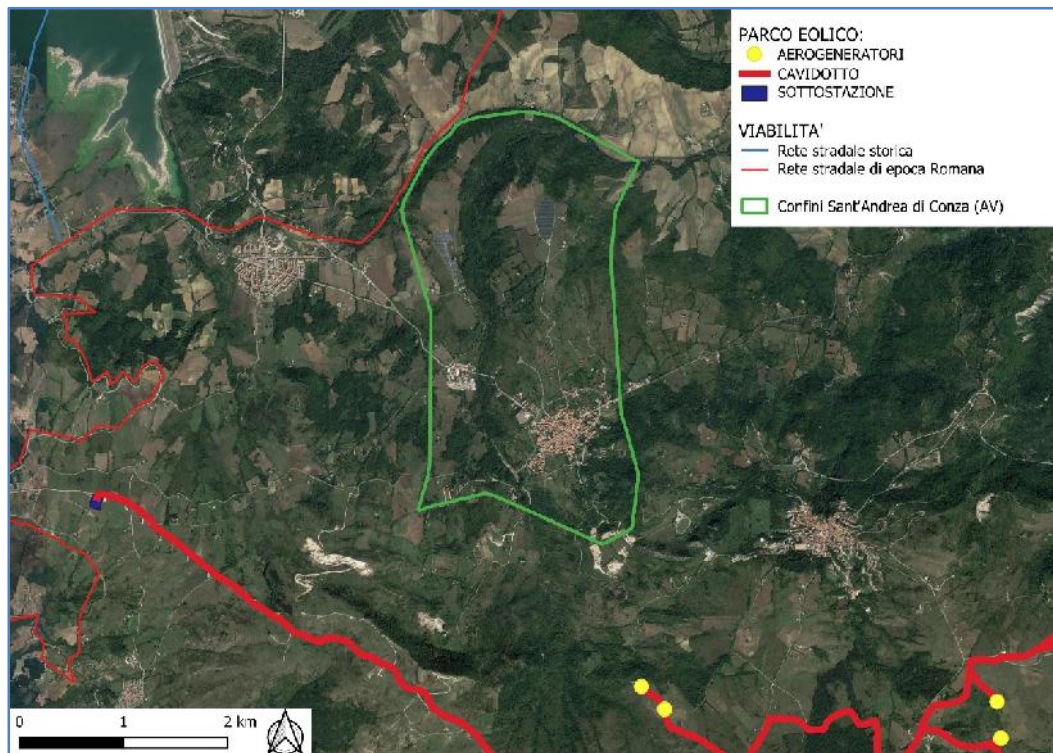 PARCO EOLICO:
AEROGENERATORI
CAVIDOTTO
SOTTOSTAZIONE
VIABILITA'
Rete stradale storica
Rete stradale di epoca Romana
Confini Sant'Andrea di Conza (AV)
0 1 2 km